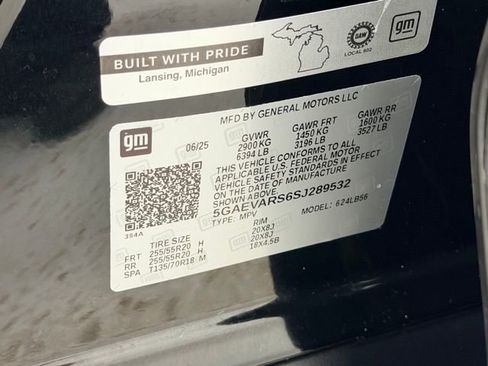 BUILT WITH PRIDE
Lansing, Michigan
UAW
LOCAL 602
gm
gm
06/25
MFD BY GENERAL MOTORS LLC
GVWR GAWR FRT GAWR RR
2900 KG 1450 KG 1600 KG
6394 LB 3196 LB 3527 LB
THIS VEHICLE CONFORMS TO ALL
APPLICABLE U.S. FEDERAL MOTOR
VEHICLE SAFETY STANDARDS IN EFFECT
ON THE DATE OF MANUFACTURE
SHOWN ABOVE.
5GAEVARS6SJ289532
TYPE: MPV MODEL: 624LB56
384A
TIRE SIZE RIM
FRT 255/55R20 H 20X8J
RR 255/55R20 H 20X8J
SPA T135/70R18 M 18X4.5B